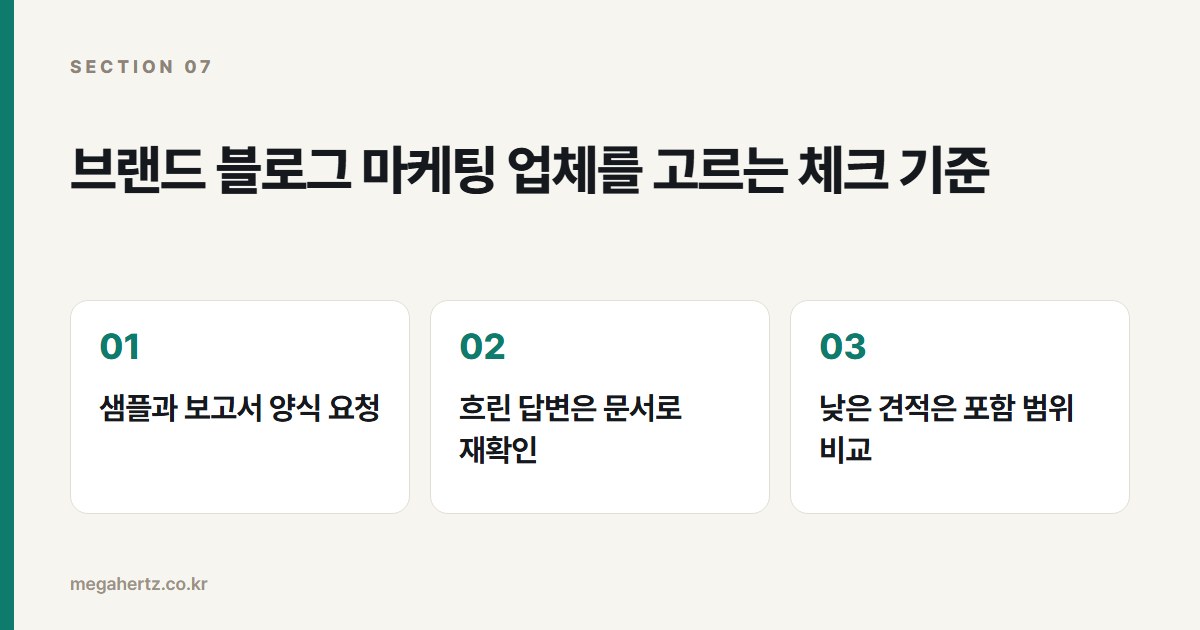 SECTION 07
브랜드 블로그 마케팅 업체를 고르는 체크 기준
01
샘플과 보고서 양식 요청
02
흐린 답변은 문서로
재확인
03
낮은 견적은 포함 범위
비교
megahertz.co.kr